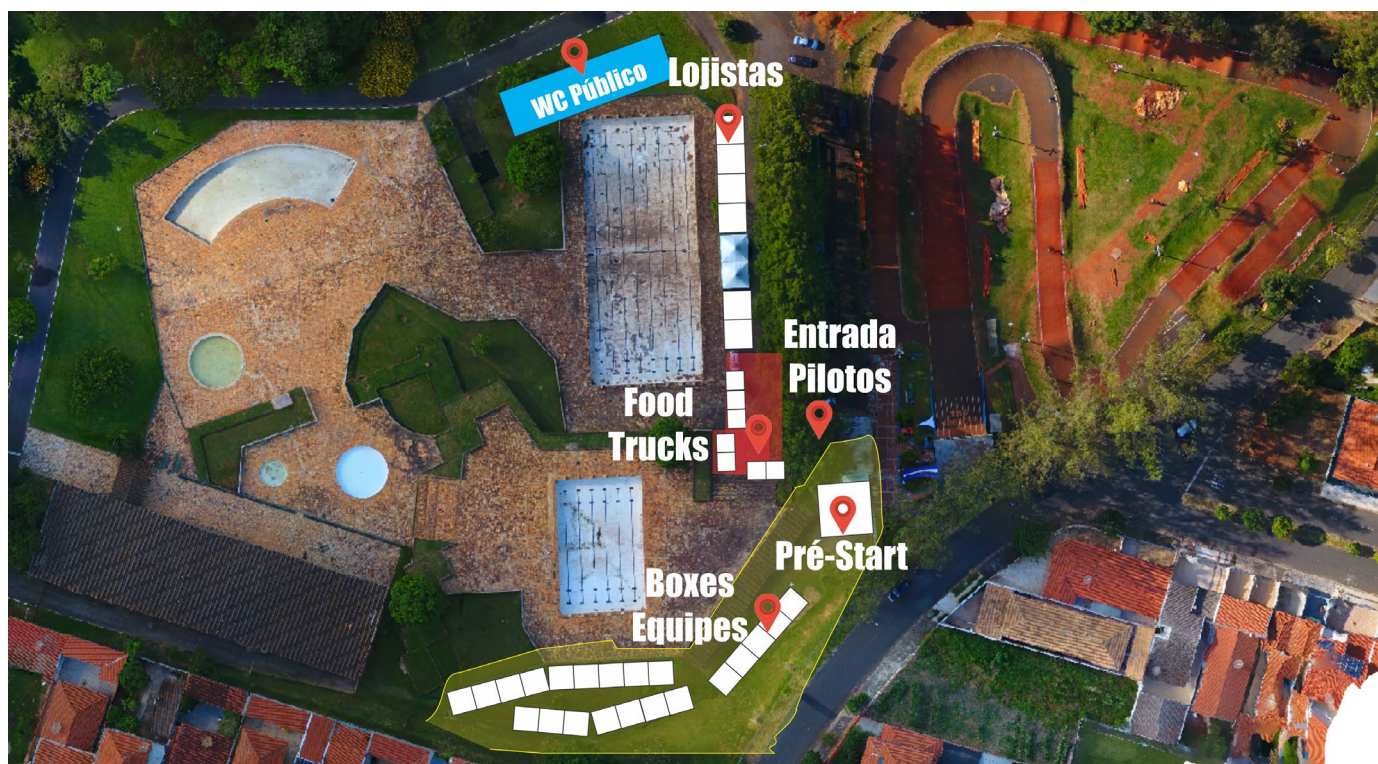 WC Público
Lojistas
Entrada
Pilotos
Food
Trucks
Pré-Start
Boxes
Equipes